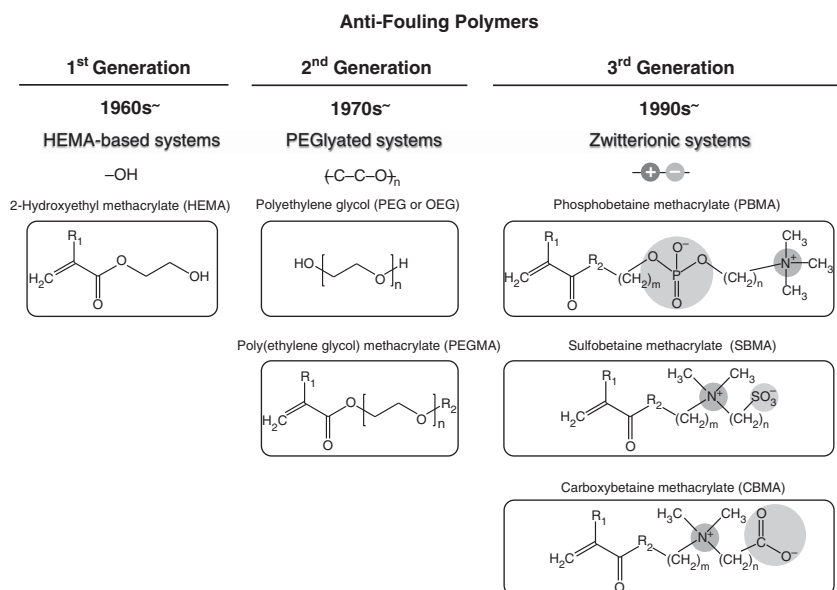 Anti-Fouling Polymers
1st Generation
1960s~
HEMA-based systems
–OH
2-Hydroxyethyl methacrylate (HEMA)
R1
H2C
O
O
OH
2nd Generation
1970s~
PEGlyated systems
(C–C–O)n
Polyethylene glycol (PEG or OEG)
HO[ O]H
n
Poly(ethylene glycol) methacrylate (PEGMA)
R1
H2C
O
O
[ O]R2
n
3rd Generation
1990s~
Zwitterionic systems
+ −
Phosphobetaine methacrylate (PBMA)
R1
H2C
O
R2
(CH2)m
O
O−
P
O
O
(CH2)n
N+
CH3
CH3
CH3
Sulfobetaine methacrylate (SBMA)
R1
H2C
O
R2
(CH2)m
H3C
CH3
N+
(CH2)n
SO3−
Carboxybetaine methacrylate (CBMA)
R1
H2C
O
R2
(CH2)m
H3C
CH3
N+
(CH2)n
O
C
O−